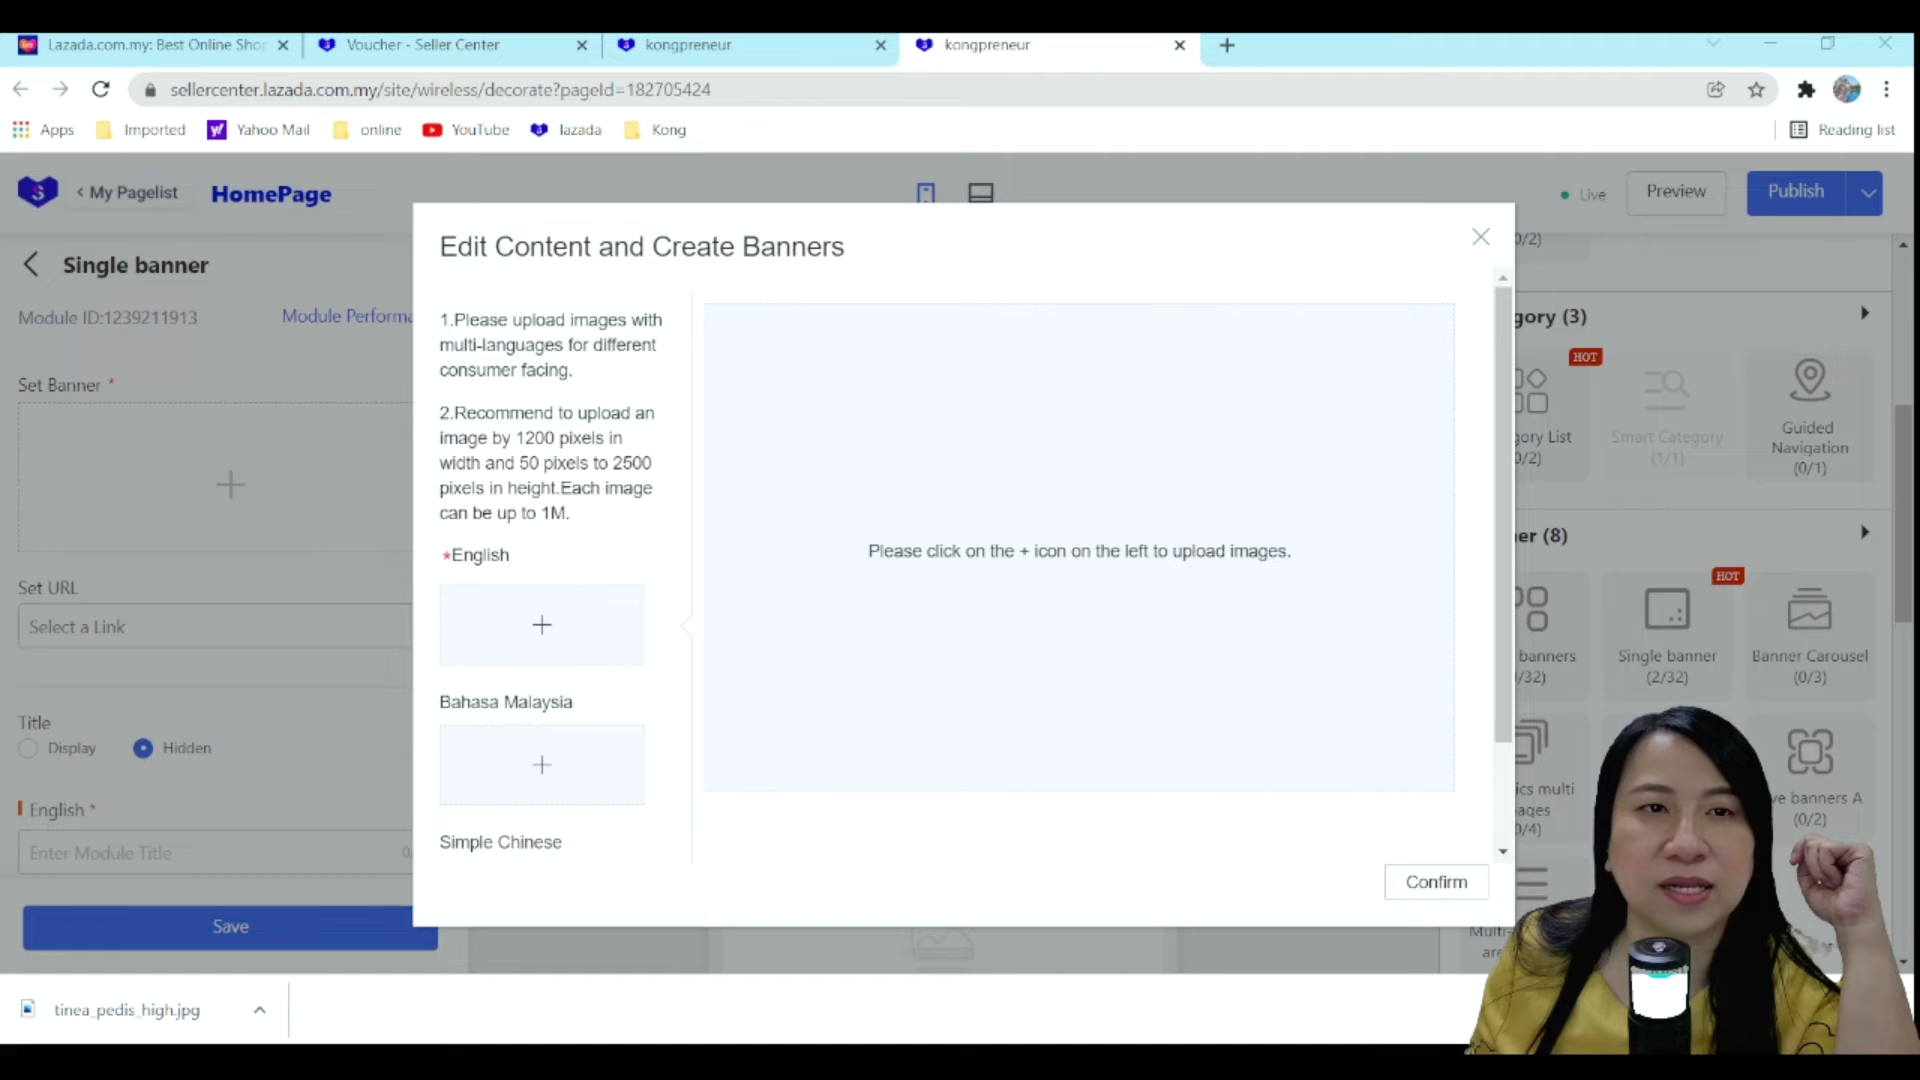 Lazada.com.my: Best Online Shop
Voucher - Seller Center
kongpreneur
kongpreneur
sellercenter.lazada.com.my/site/wireless/decorate?pageId=182705424
Apps
Imported
Yahoo Mail
online
YouTube
lazada
Kong
Reading list
< My Pagelist
HomePage
Live
Preview
Publish
Single banner
Module ID:1239211913
Module Performa
Set Banner *
Set URL
Select a Link
Title
Display
Hidden
English *
Enter Module Title
Save
Edit Content and Create Banners
1.Please upload images with
multi-languages for different
consumer facing.
2.Recommend to upload an
image by 1200 pixels in
width and 50 pixels to 2500
pixels in height.Each image
can be up to 1M.
*English
Bahasa Malaysia
Simple Chinese
Please click on the + icon on the left to upload images.
Confirm
0/2)
gory (3)
HOT
gory List
0/2)
Smart Category
(1/1)
Guided
Navigation
(0/1)
er (8)
HOT
banners
/32)
Single banner
(2/32)
Banner Carousel
(0/3)
ics multi
ages
0/4)
ve banners A
(0/2)
Multi-
are
tinea_pedis_high.jpg